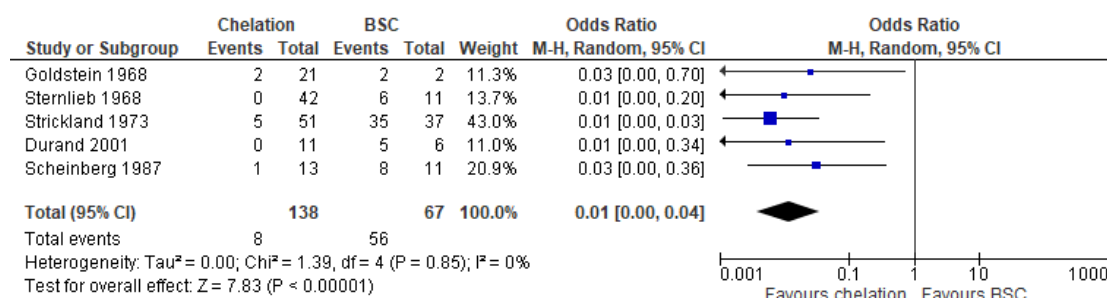 Chelation BSC Odds Ratio Odds Ratio
Study or Subgroup Events Total Events Total Weight M-H, Random, 95% CI M-H, Random, 95% CI
Goldstein 1968 2 21 2 2 11.3% 0.03 [0.00, 0.70]
Sternlieb 1968 0 42 6 11 13.7% 0.01 [0.00, 0.20]
Strickland 1973 5 51 35 37 43.0% 0.01 [0.00, 0.03]
Durand 2001 0 11 5 6 11.0% 0.01 [0.00, 0.34]
Scheinberg 1987 1 13 8 11 20.9% 0.03 [0.00, 0.36]
Total (95% CI) 138 67 100.0% 0.01 [0.00, 0.04]
Total events 8 56
Heterogeneity: Tau² = 0.00; Chi² = 1.39, df = 4 (P = 0.85); I² = 0%
Test for overall effect: Z = 7.83 (P < 0.00001)
0.001 0.1 1 10 1000
Favours chelation Favours BSC